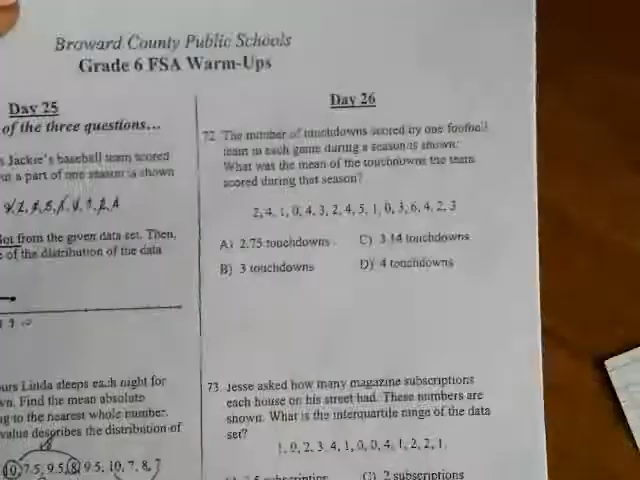 Broward County Public Schools
Grade 6 FSA Warm-Ups
Day 25
of the three questions...
s Jackie's baseball team scored
a part of one season is shown
from the given data set. Then,
of the distribution of the data
ours Linda sleeps each night for
wn. Find the mean absolute
to the nearest whole number.
value describes the distribution of
10, 7.5, 9.5, 8, 9.5, 10, 7, 8, 7
Day 26
72. The number of touchdowns scored by one football
team in each game during a season is shown.
What was the mean of the touchdowns the team
scored during that season?
2, 4, 1, 0, 4, 3, 2, 4, 5, 1, 0, 3, 6, 4, 2, 3
A) 2.75 touchdowns
C) 3.14 touchdowns
B) 3 touchdowns
D) 4 touchdowns
73. Jesse asked how many magazine subscriptions
each house on his street had. These numbers are
shown. What is the interquartile range of the data
set?
1, 0, 2, 3, 4, 1, 0, 0, 4, 1, 2, 2, 1
C) 2 subscriptions